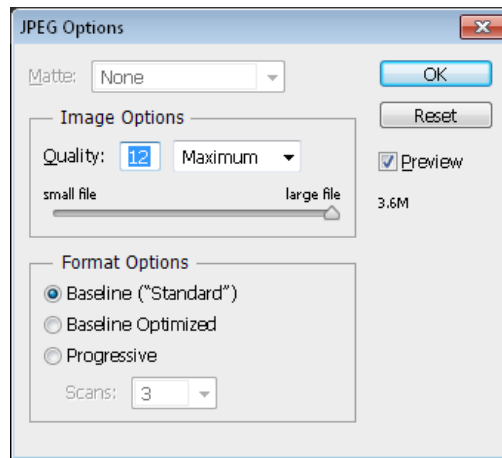 JPEG Options
Matte: None
OK
Image Options
Reset
Quality: 12 Maximum
Preview
small file large file
3.6M
Format Options
Baseline ("Standard")
Baseline Optimized
Progressive
Scans: 3